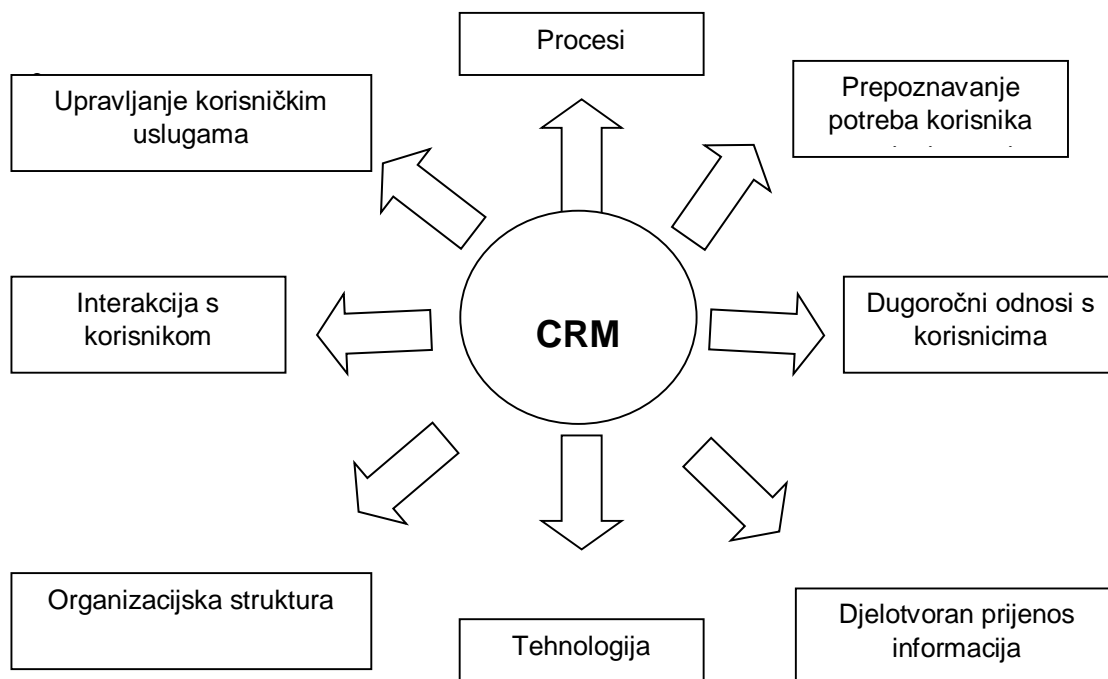 Procesi
Upravljanje korisničkim
uslugama
Prepoznavanje
potreba korisnika
Interakcija s
korisnikom
CRM
Dugoročni odnosi s
korisnicima
Organizacijska struktura
Tehnologija
Djelotvoran prijenos
informacija